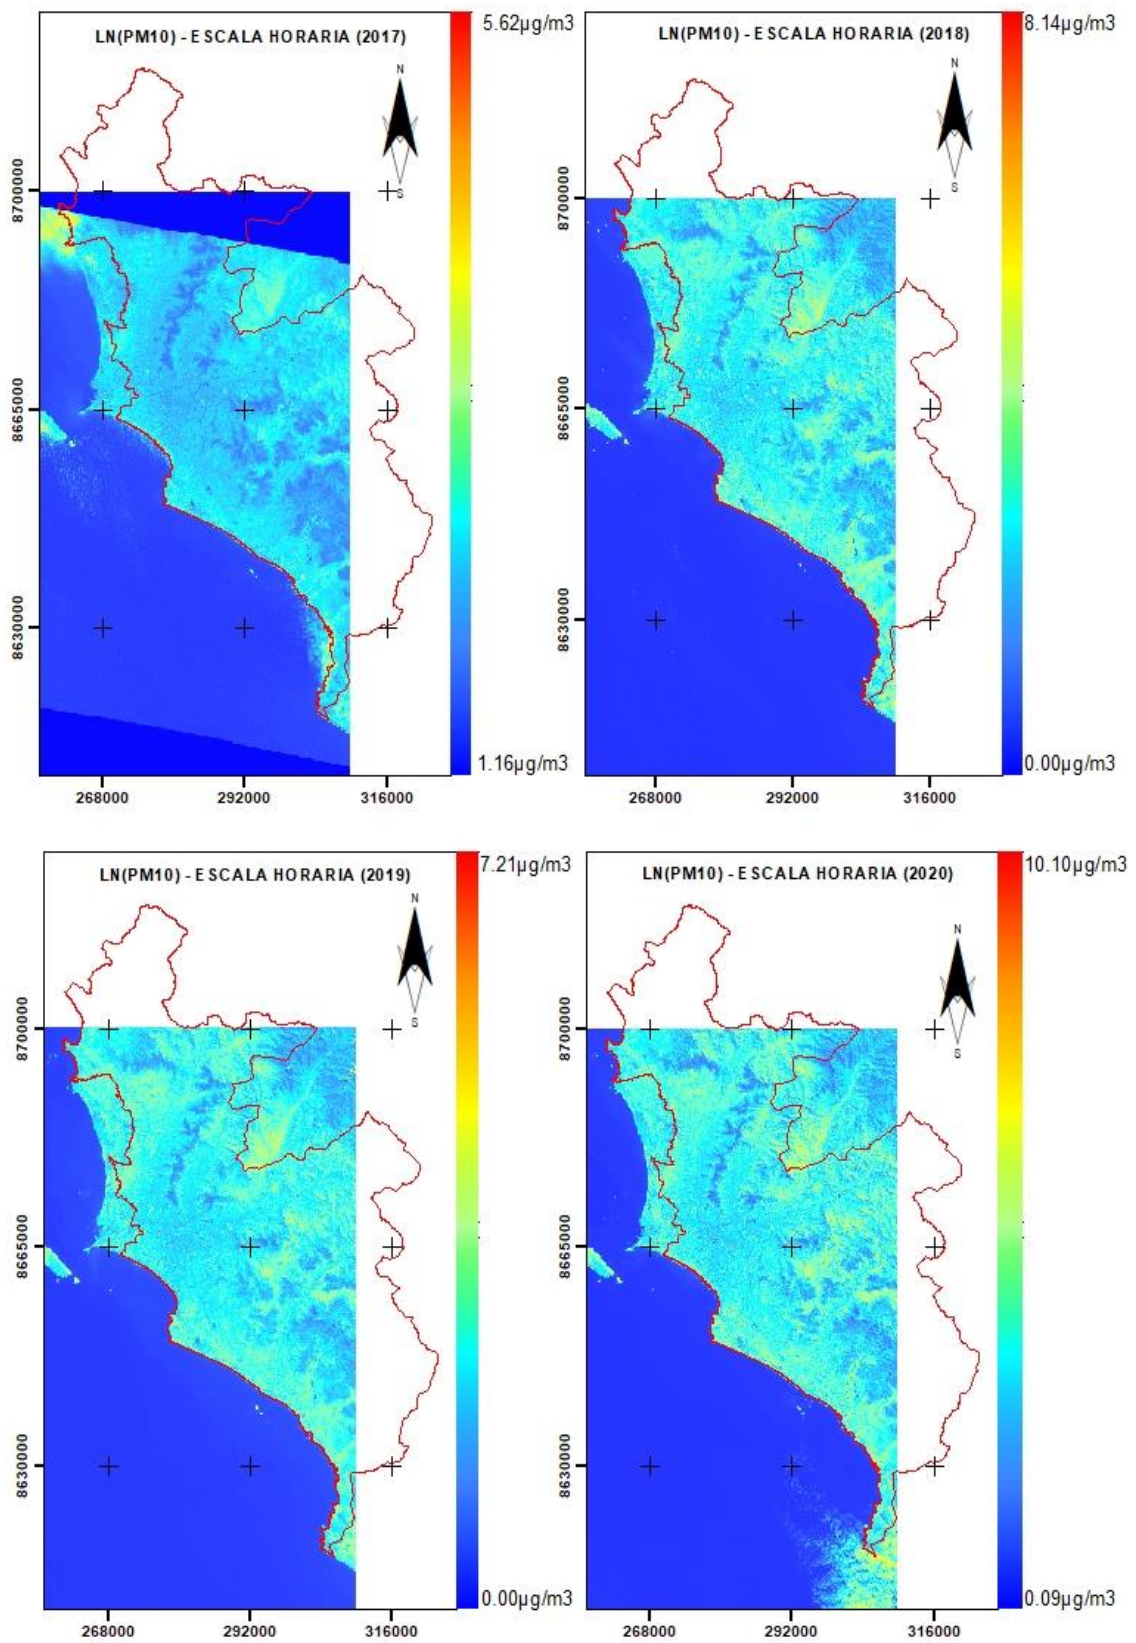 LN(PM10) - ESCALA HORARIA (2017)
5.62µg/m3
N
S
8700000
8665000
8630000
1.16µg/m3
268000
292000
316000
LN(PM10) - ESCALA HORARIA (2018)
8.14µg/m3
N
S
8700000
8665000
8630000
0.00µg/m3
268000
292000
316000
LN(PM10) - ESCALA HORARIA (2019)
7.21µg/m3
N
S
8700000
8665000
8630000
0.00µg/m3
268000
292000
316000
LN(PM10) - ESCALA HORARIA (2020)
10.10µg/m3
N
S
8700000
8665000
8630000
0.09µg/m3
268000
292000
316000